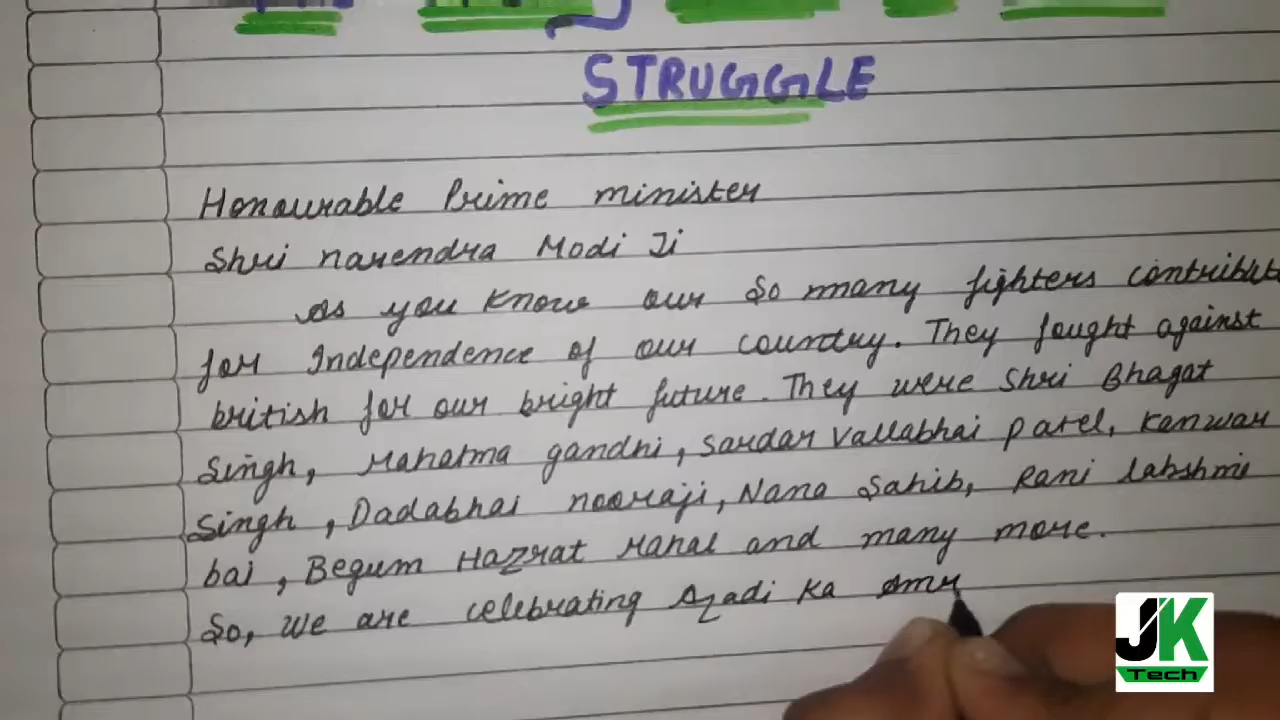 STRUGGLE
Honourable Prime minister
Shri narendra Modi Ji
As you know our so many fighters contribut
for Independence of our country. They fought against
british for our bright future. They were Shri Bhagat
Singh, Mahatma gandhi, Sardar Vallabhai patel, Kanwar
Singh, Dadabhai nooraji, Nana Sahib, Rani lakshmi
bai, Begum Hazrat Mahal and many more.
So, We are celebrating Azadi Ka Amr
JK
Tech